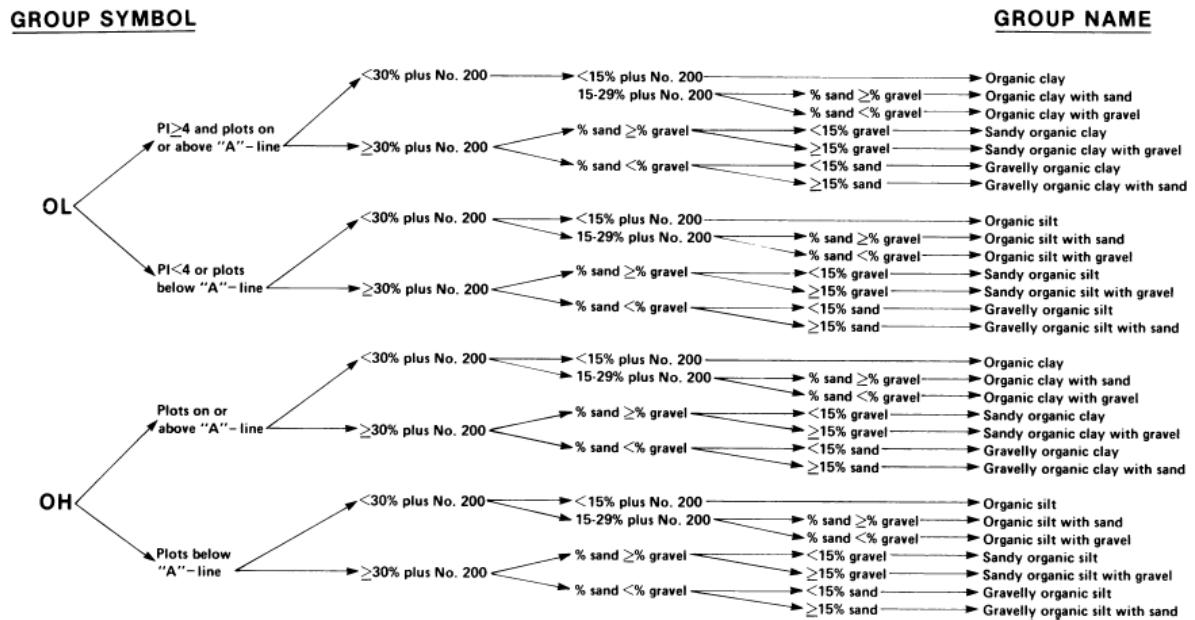 GROUP SYMBOL GROUP NAME
<30% plus No. 200 <15% plus No. 200 Organic clay
15-29% plus No. 200 % sand ≥% gravel Organic clay with sand
% sand <% gravel Organic clay with gravel
PI≥4 and plots on
or above "A"-line
≥30% plus No. 200 % sand ≥% gravel <15% gravel Sandy organic clay
≥15% gravel Sandy organic clay with gravel
% sand <% gravel <15% sand Gravelly organic clay
≥15% sand Gravelly organic clay with sand
OL
<30% plus No. 200 <15% plus No. 200 Organic silt
15-29% plus No. 200 % sand ≥% gravel Organic silt with sand
% sand <% gravel Organic silt with gravel
PI<4 or plots
below "A"-line
≥30% plus No. 200 % sand ≥% gravel <15% gravel Sandy organic silt
≥15% gravel Sandy organic silt with gravel
% sand <% gravel <15% sand Gravelly organic silt
≥15% sand Gravelly organic silt with sand
<30% plus No. 200 <15% plus No. 200 Organic clay
15-29% plus No. 200 % sand ≥% gravel Organic clay with sand
% sand <% gravel Organic clay with gravel
Plots on or
above "A"-line
≥30% plus No. 200 % sand ≥% gravel <15% gravel Sandy organic clay
≥15% gravel Sandy organic clay with gravel
% sand <% gravel <15% sand Gravelly organic clay
≥15% sand Gravelly organic clay with sand
OH
<30% plus No. 200 <15% plus No. 200 Organic silt
15-29% plus No. 200 % sand ≥% gravel Organic silt with sand
% sand <% gravel Organic silt with gravel
Plots below
"A"-line
≥30% plus No. 200 % sand ≥% gravel <15% gravel Sandy organic silt
≥15% gravel Sandy organic silt with gravel
% sand <% gravel <15% sand Gravelly organic silt
≥15% sand Gravelly organic silt with sand